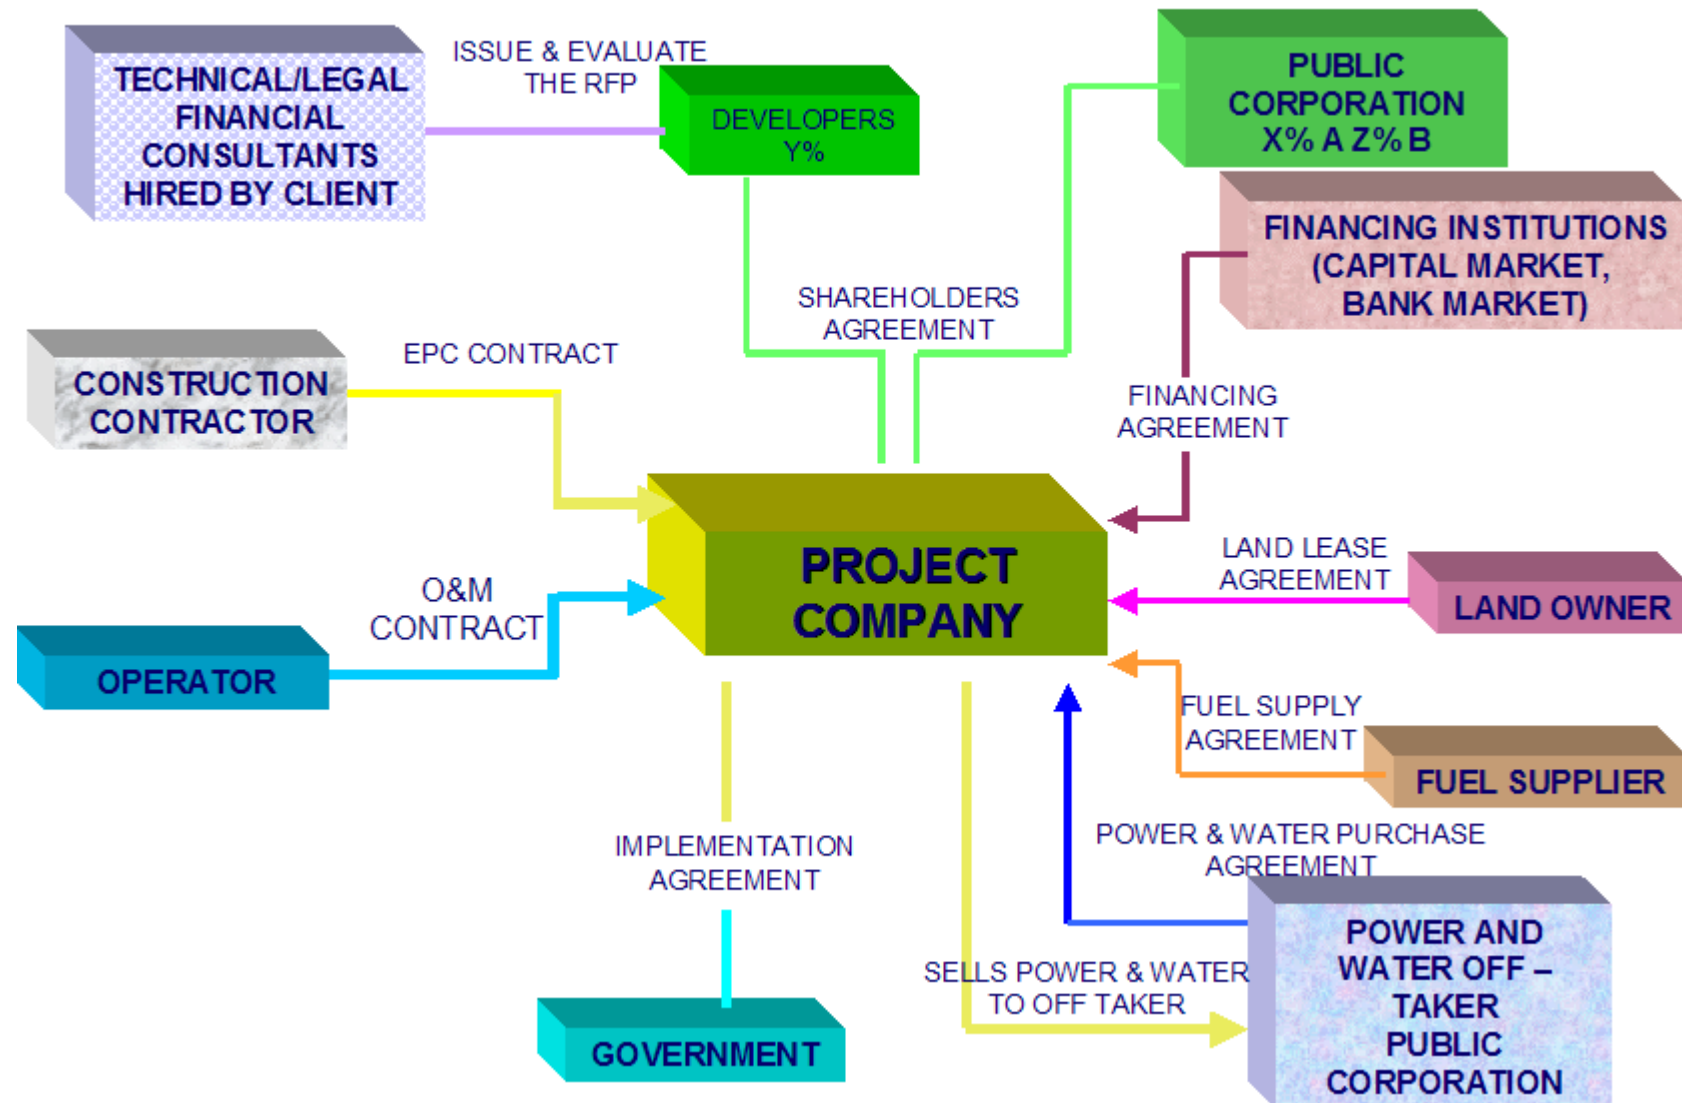 TECHNICAL/LEGAL
FINANCIAL
CONSULTANTS
HIRED BY CLIENT
ISSUE & EVALUATE
THE RFP
DEVELOPERS
Y%
PUBLIC
CORPORATION
X% A Z% B
FINANCING INSTITUTIONS
(CAPITAL MARKET,
BANK MARKET)
SHAREHOLDERS
AGREEMENT
EPC CONTRACT
CONSTRUCTION
CONTRACTOR
FINANCING
AGREEMENT
PROJECT
COMPANY
LAND LEASE
AGREEMENT
LAND OWNER
O&M
CONTRACT
OPERATOR
FUEL SUPPLY
AGREEMENT
FUEL SUPPLIER
IMPLEMENTATION
AGREEMENT
POWER & WATER PURCHASE
AGREEMENT
SELLS POWER & WATER
TO OFF TAKER
POWER AND
WATER OFF –
TAKER
PUBLIC
CORPORATION
GOVERNMENT